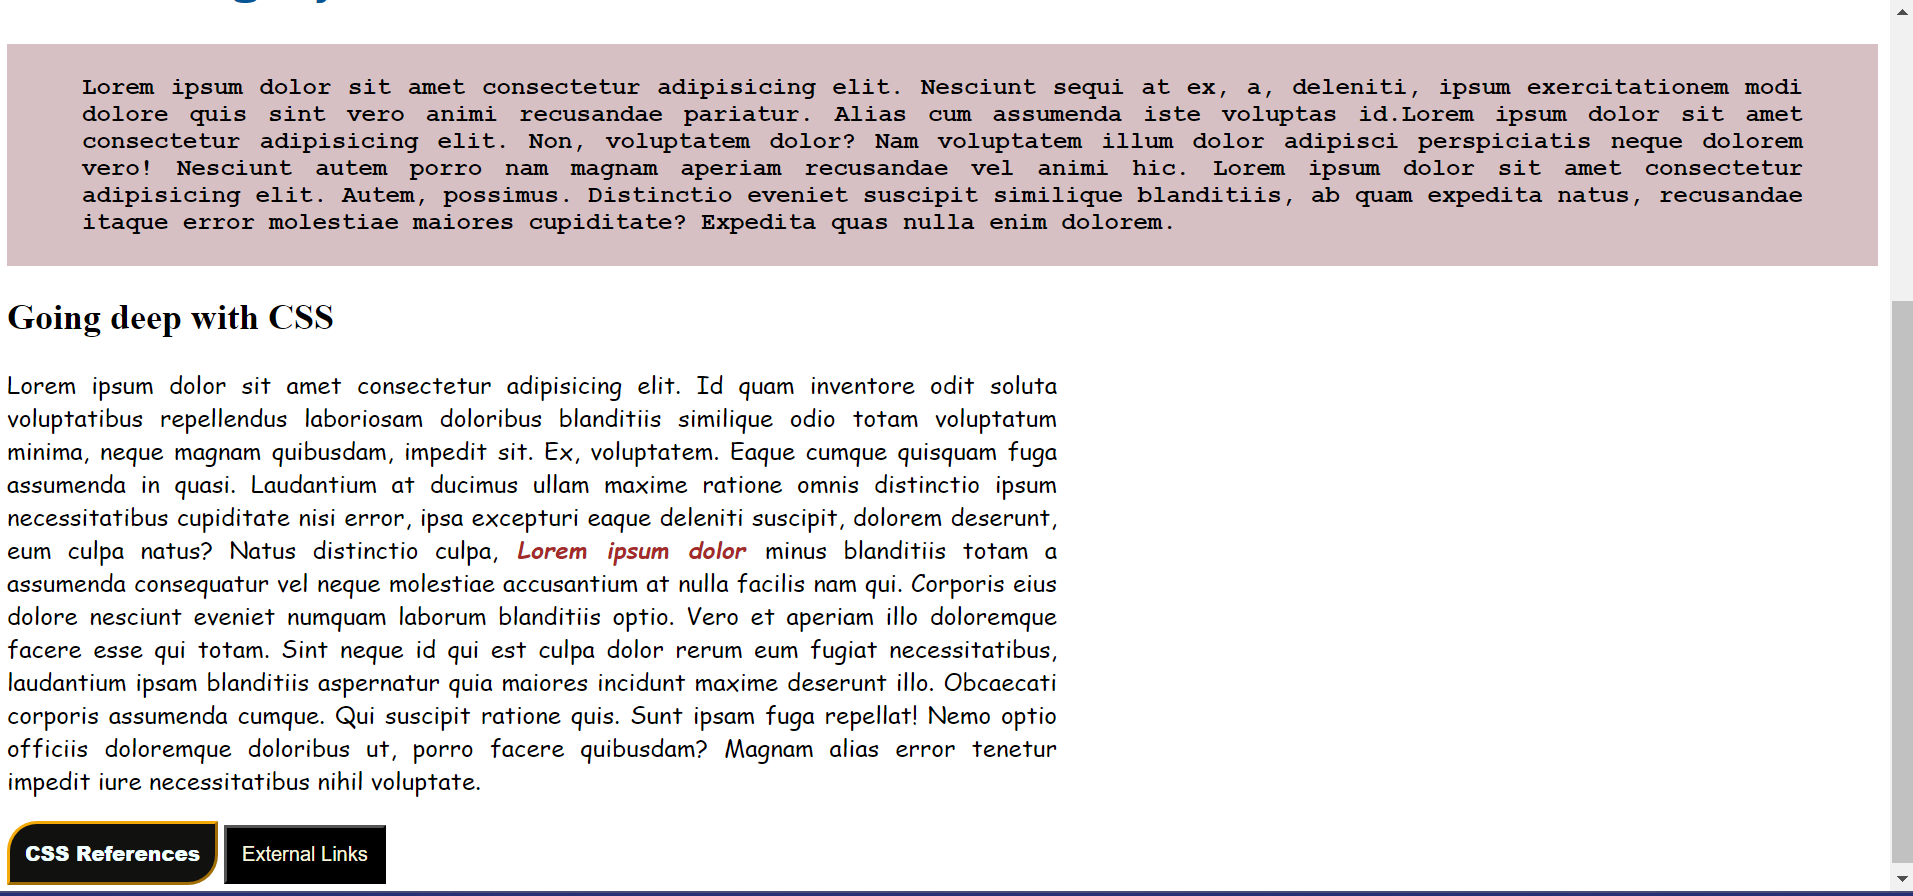 Lorem ipsum dolor sit amet consectetur adipisicing elit. Nesciunt sequi at ex, a, deleniti, ipsum exercitationem modi
dolore quis sint vero animi recusandae pariatur. Alias cum assumenda iste voluptas id.Lorem ipsum dolor sit amet
consectetur adipisicing elit. Non, voluptatem dolor? Nam voluptatem illum dolor adipisci perspiciatis neque dolorem
vero! Nesciunt autem porro nam magnam aperiam recusandae vel animi hic. Lorem ipsum dolor sit amet consectetur
adipisicing elit. Autem, possimus. Distinctio eveniet suscipit similique blanditiis, ab quam expedita natus, recusandae
itaque error molestiae maiores cupiditate? Expedita quas nulla enim dolorem.
Going deep with CSS
Lorem ipsum dolor sit amet consectetur adipisicing elit. Id quam inventore odit soluta
voluptatibus repellendus laboriosam doloribus blanditiis similique odio totam voluptatum
minima, neque magnam quibusdam, impedit sit. Ex, voluptatem. Eaque cumque quisquam fuga
assumenda in quasi. Laudantium at ducimus ullam maxime ratione omnis distinctio ipsum
necessitatibus cupiditate nisi error, ipsa excepturi eaque deleniti suscipit, dolorem deserunt,
eum culpa natus? Natus distinctio culpa, Lorem ipsum dolor minus blanditiis totam a
assumenda consequatur vel neque molestiae accusantium at nulla facilis nam qui. Corporis eius
dolore nesciunt eveniet numquam laborum blanditiis optio. Vero et aperiam illo doloremque
facere esse qui totam. Sint neque id qui est culpa dolor rerum eum fugiat necessitatibus,
laudantium ipsam blanditiis aspernatur quia maiores incidunt maxime deserunt illo. Obcaecati
corporis assumenda cumque. Qui suscipit ratione quis. Sunt ipsam fuga repellat! Nemo optio
officiis doloremque doloribus ut, porro facere quibusdam? Magnam alias error tenetur
impedit iure necessitatibus nihil voluptate.
CSS References External Links